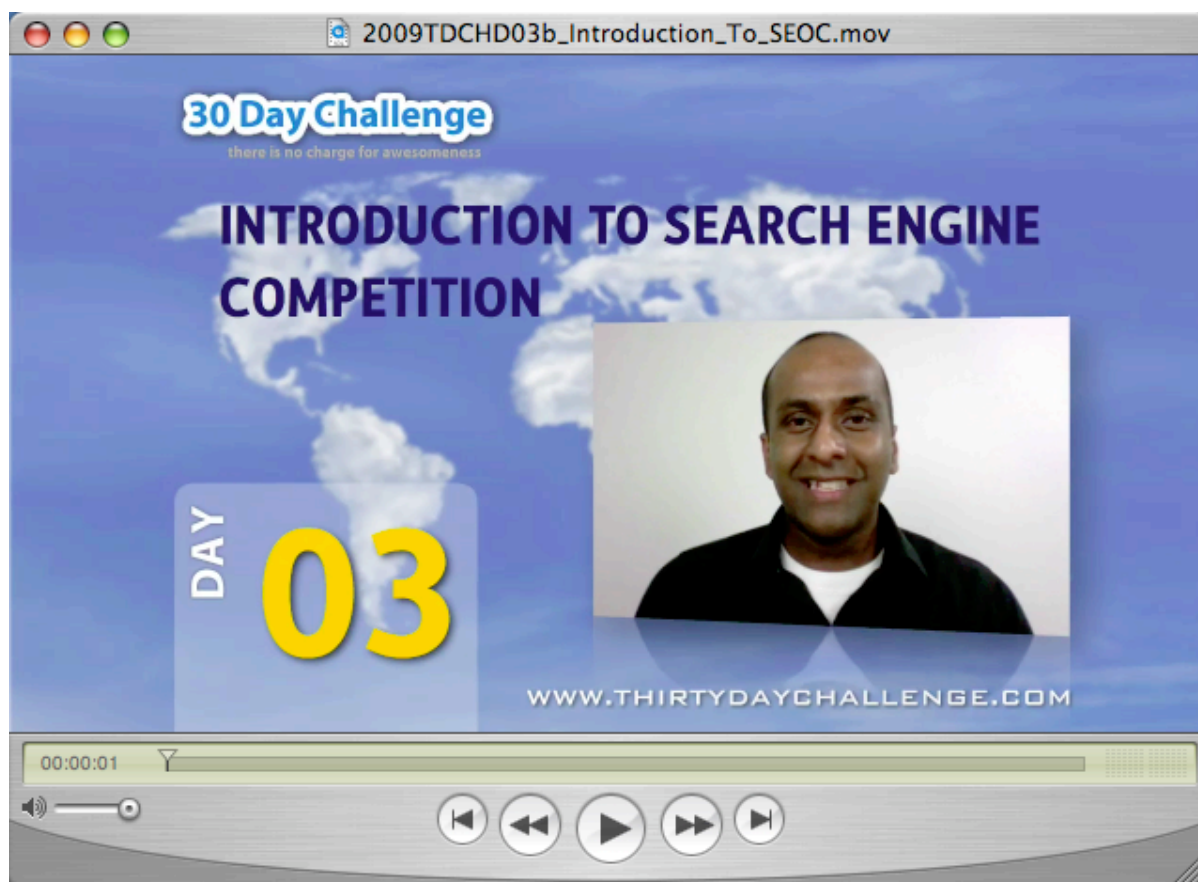 2009TDCHD03b_Introduction_To_SEOC.mov
30 Day Challenge
there is no charge for awesomeness
INTRODUCTION TO SEARCH ENGINE
COMPETITION
DAY
03
WWW.THIRTYDAYCHALLENGE.COM
00:00:01